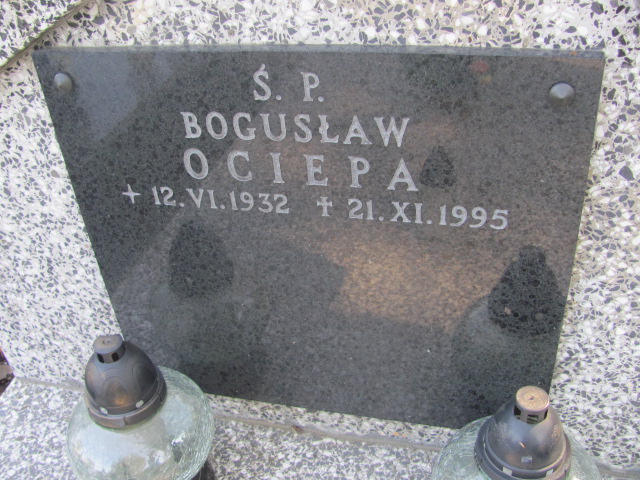 Ś. P.
BOGUSŁAW
OCIEPA
+ 12.VI.1932 ✝ 21.XI.1995